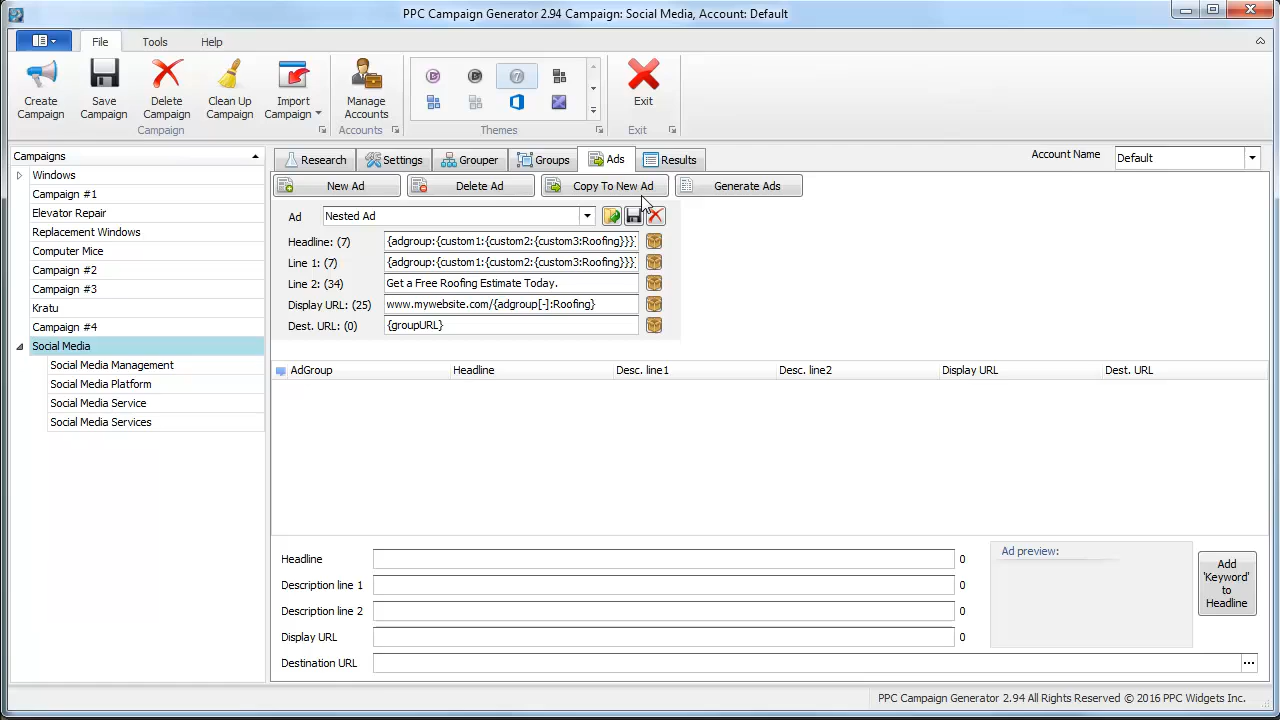 PPC Campaign Generator 2.94 Campaign: Social Media, Account: Default
File Tools Help
Create Campaign
Save Campaign
Delete Campaign
Clean Up Campaign
Import Campaign
Manage Accounts
Exit
Campaign Accounts Themes Exit
Campaigns
Windows
Campaign #1
Elevator Repair
Replacement Windows
Computer Mice
Campaign #2
Campaign #3
Kratu
Campaign #4
Social Media
Social Media Management
Social Media Platform
Social Media Service
Social Media Services
Research Settings Grouper Groups Ads Results
Account Name Default
New Ad Delete Ad Copy To New Ad Generate Ads
Ad Nested Ad
Headline: (7) {adgroup:{custom1:{custom2:{custom3:Roofing}}}}
Line 1: (7) {adgroup:{custom1:{custom2:{custom3:Roofing}}}}
Line 2: (34) Get a Free Roofing Estimate Today.
Display URL: (25) www.mywebsite.com/{adgroup[-]:Roofing}
Dest. URL: (0) {groupURL}
AdGroup Headline Desc. line1 Desc. line2 Display URL Dest. URL
Headline 0
Description line 1 0
Description line 2 0
Display URL 0
Destination URL ...
Ad preview:
Add 'Keyword' to Headline
PPC Campaign Generator 2.94 All Rights Reserved © 2016 PPC Widgets Inc.